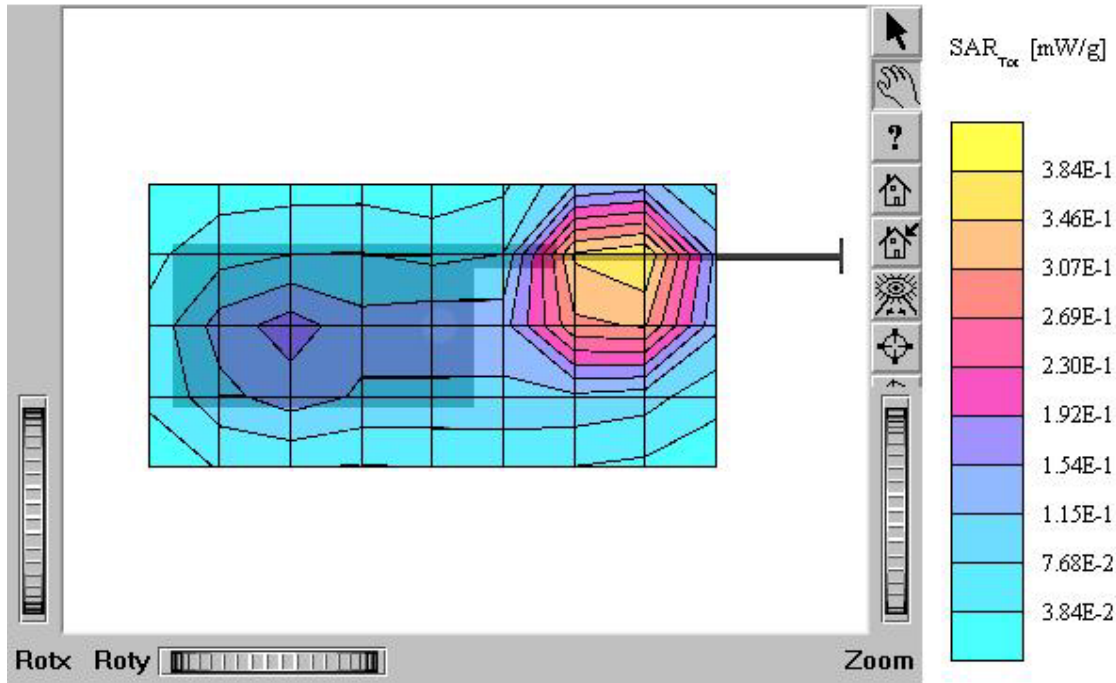 ?
SAR_Tot [mW/g]
3.84E-1
3.46E-1
3.07E-1
2.69E-1
2.30E-1
1.92E-1
1.54E-1
1.15E-1
7.68E-2
3.84E-2
Rotx Roty Zoom